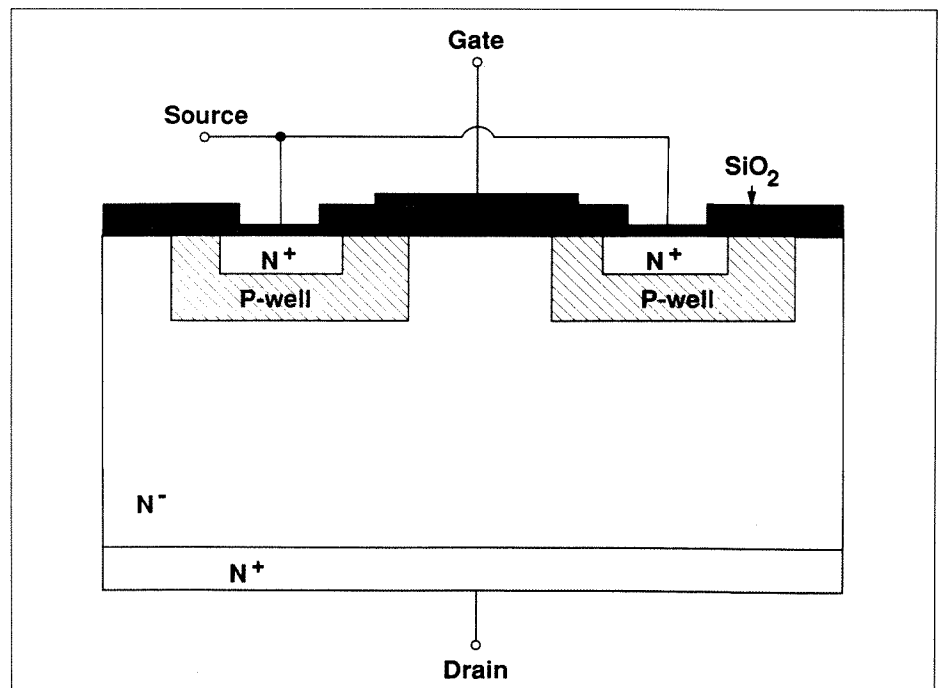 Gate
Source
SiO₂
N⁺ N⁺
P-well P-well
N⁻
N⁺
Drain